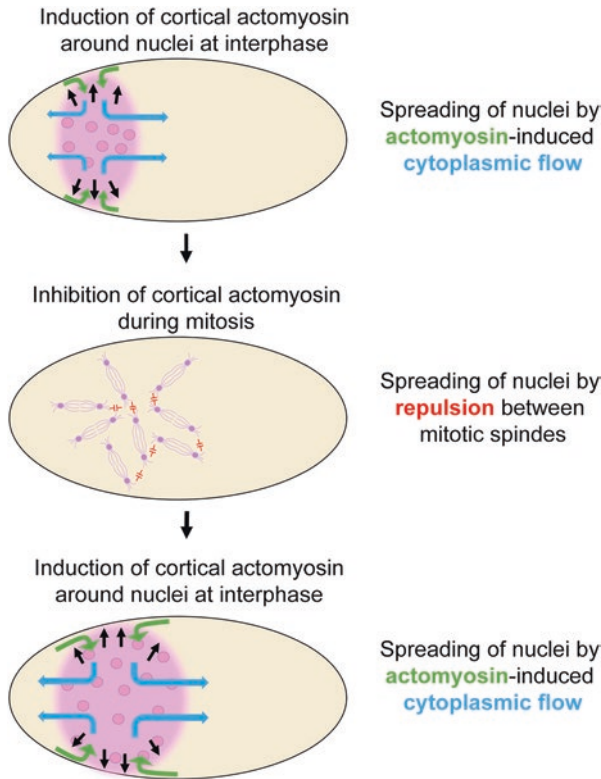 Induction of cortical actomyosin
around nuclei at interphase
Spreading of nuclei by
actomyosin-induced
cytoplasmic flow
Inhibition of cortical actomyosin
during mitosis
Spreading of nuclei by
repulsion between
mitotic spindes
Induction of cortical actomyosin
around nuclei at interphase
Spreading of nuclei by
actomyosin-induced
cytoplasmic flow